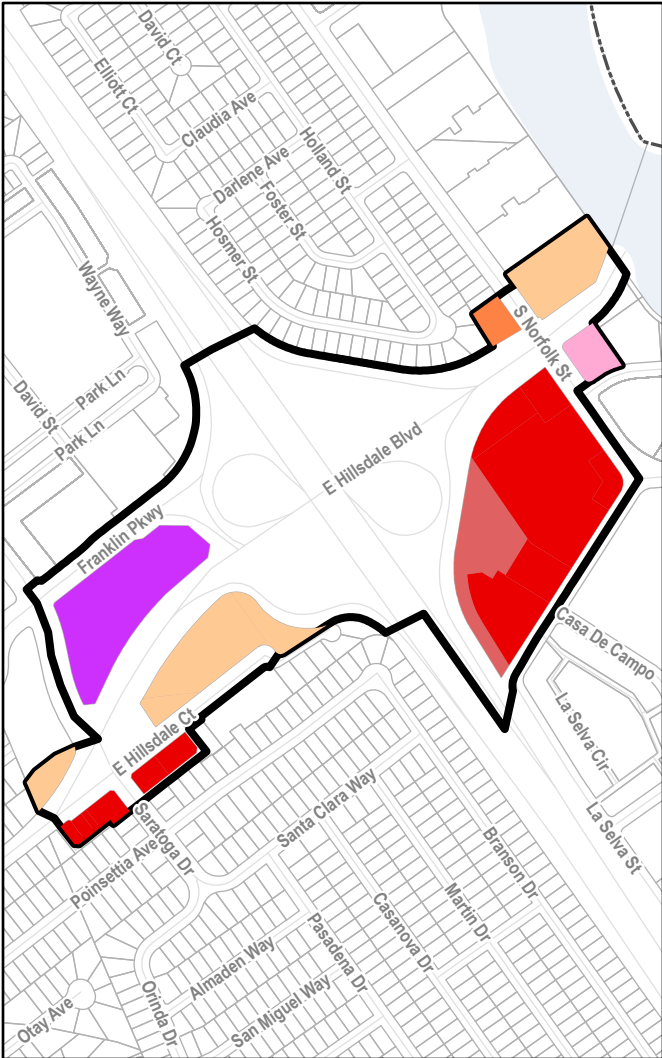 David Ct
Elliott Ct
Claudia Ave
Holland St
Darlene Ave
Foster St
Hosmer St
Wayne Way
S Norfolk St
Park Ln
David St
Park Ln
E Hillsdale Blvd
Franklin Pkwy
Casa De Campo
La Selva Cir
E Hillsdale Ct
La Selva St
Saratoga Dr
Santa Clara Way
Branson Dr
Poinsettia Ave
Martin Dr
Casanova Dr
Pasadena Dr
Almaden Way
Orinda Dr
San Miguel Way
Otay Ave